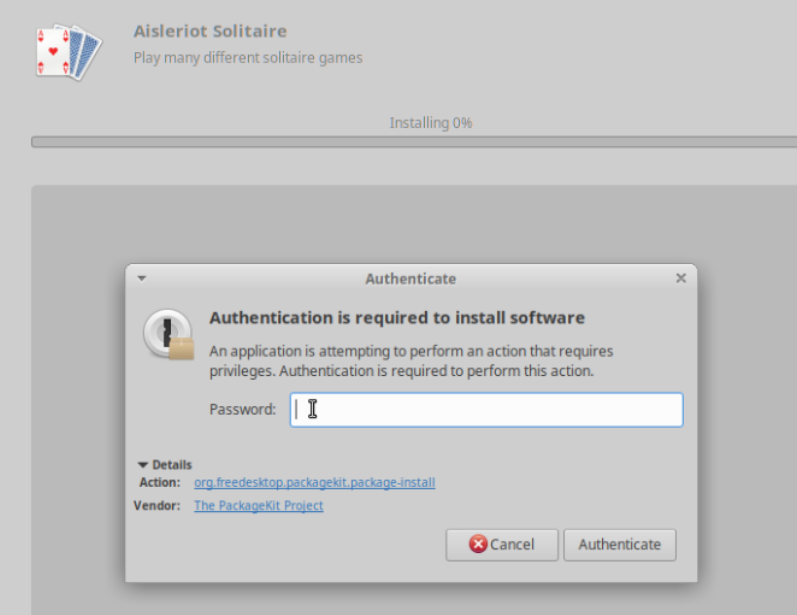 Aisleriot Solitaire
Play many different solitaire games
Installing 0%
Authenticate
Authentication is required to install software
An application is attempting to perform an action that requires
privileges. Authentication is required to perform this action.
Password:
Details
Action: org.freedesktop.packagekit.package-install
Vendor: The PackageKit Project
Cancel Authenticate